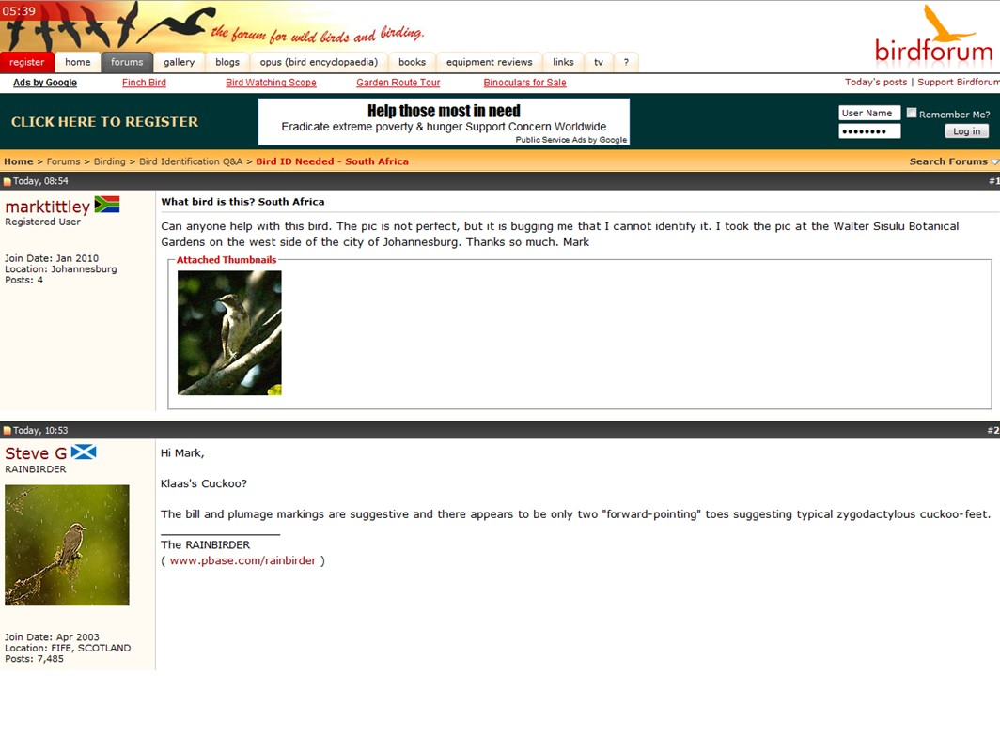 05:39
the forum for wild birds and birding.
birdforum
register home forums gallery blogs opus (bird encyclopaedia) books equipment reviews links tv ?
Ads by Google Finch Bird Bird Watching Scope Garden Route Tour Binoculars for Sale Today's posts | Support Birdforum
CLICK HERE TO REGISTER
Help those most in need
Eradicate extreme poverty & hunger Support Concern Worldwide
Public Service Ads by Google
User Name Remember Me?
•••••••• Log in
Home > Forums > Birding > Bird Identification Q&A > Bird ID Needed - South Africa Search Forums
Today, 08:54 #1
marktittley
Registered User
Join Date: Jan 2010
Location: Johannesburg
Posts: 4
What bird is this? South Africa
Can anyone help with this bird. The pic is not perfect, but it is bugging me that I cannot identify it. I took the pic at the Walter Sisulu Botanical
Gardens on the west side of the city of Johannesburg. Thanks so much. Mark
Attached Thumbnails
Today, 10:53 #2
Steve G
RAINBIRDER
Join Date: Apr 2003
Location: FIFE, SCOTLAND
Posts: 7,485
Hi Mark,
Klaas's Cuckoo?
The bill and plumage markings are suggestive and there appears to be only two "forward-pointing" toes suggesting typical zygodactylous cuckoo-feet.
The RAINBIRDER
( www.pbase.com/rainbirder )